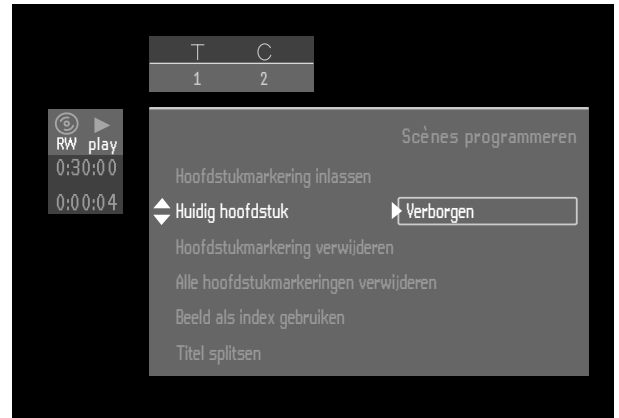 T C
1 2
RW play
0:30:00
0:00:04
Scènes programmeren
Hoofdstukmarkering inlassen
Huidig hoofdstuk Verborgen
Hoofdstukmarkering verwijderen
Alle hoofdstukmarkeringen verwijderen
Beeld als index gebruiken
Titel splitsen